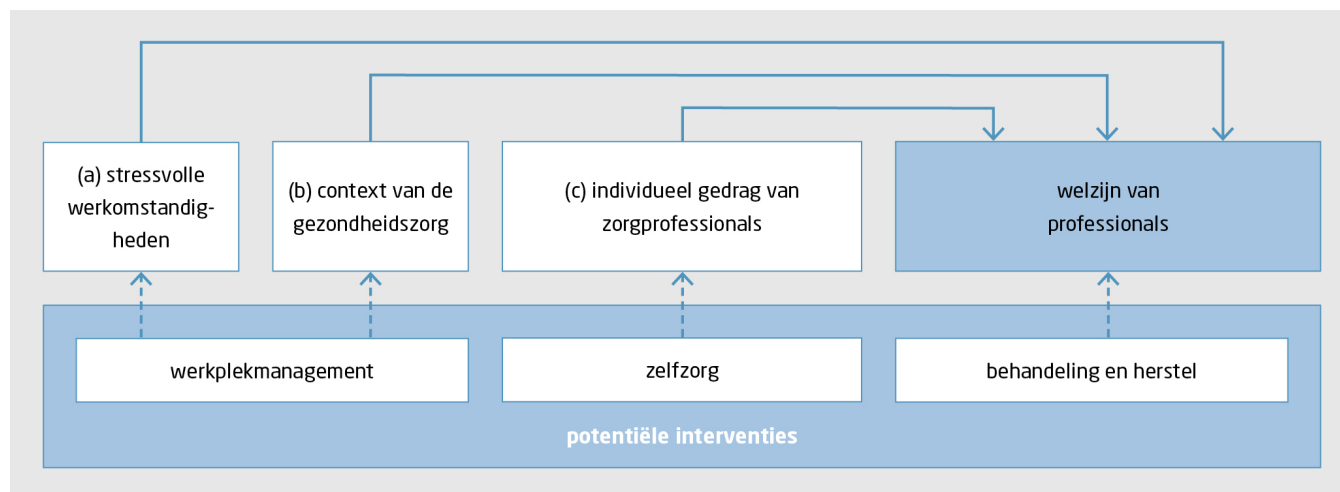 (a) stressvolle
werkomstandig-
heden
(b) context van de
gezondheidszorg
(c) individueel gedrag van
zorgprofessionals
welzijn van
professionals
werkplekmanagement
zelfzorg
behandeling en herstel
potentiële interventies